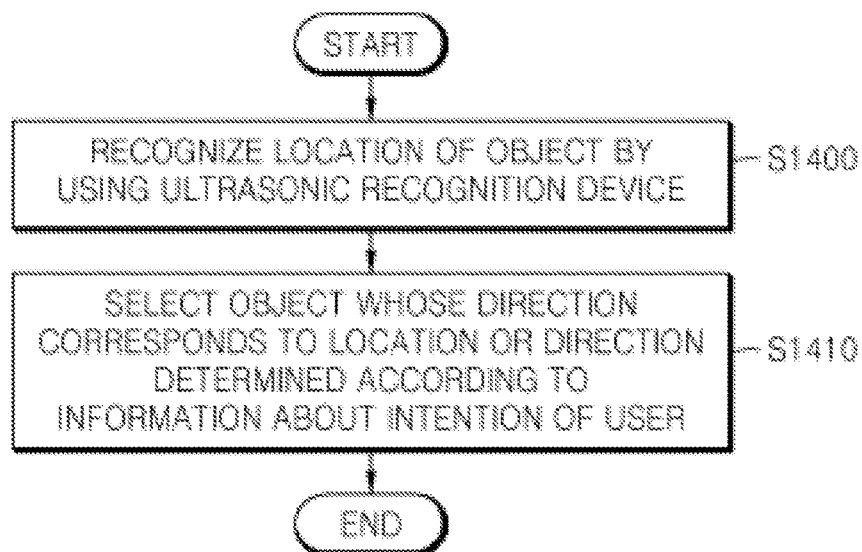 START
RECOGNIZE LOCATION OF OBJECT BY
USING ULTRASONIC RECOGNITION DEVICE
S1400
SELECT OBJECT WHOSE DIRECTION
CORRESPONDS TO LOCATION OR DIRECTION
DETERMINED ACCORDING TO
INFORMATION ABOUT INTENTION OF USER
S1410
END